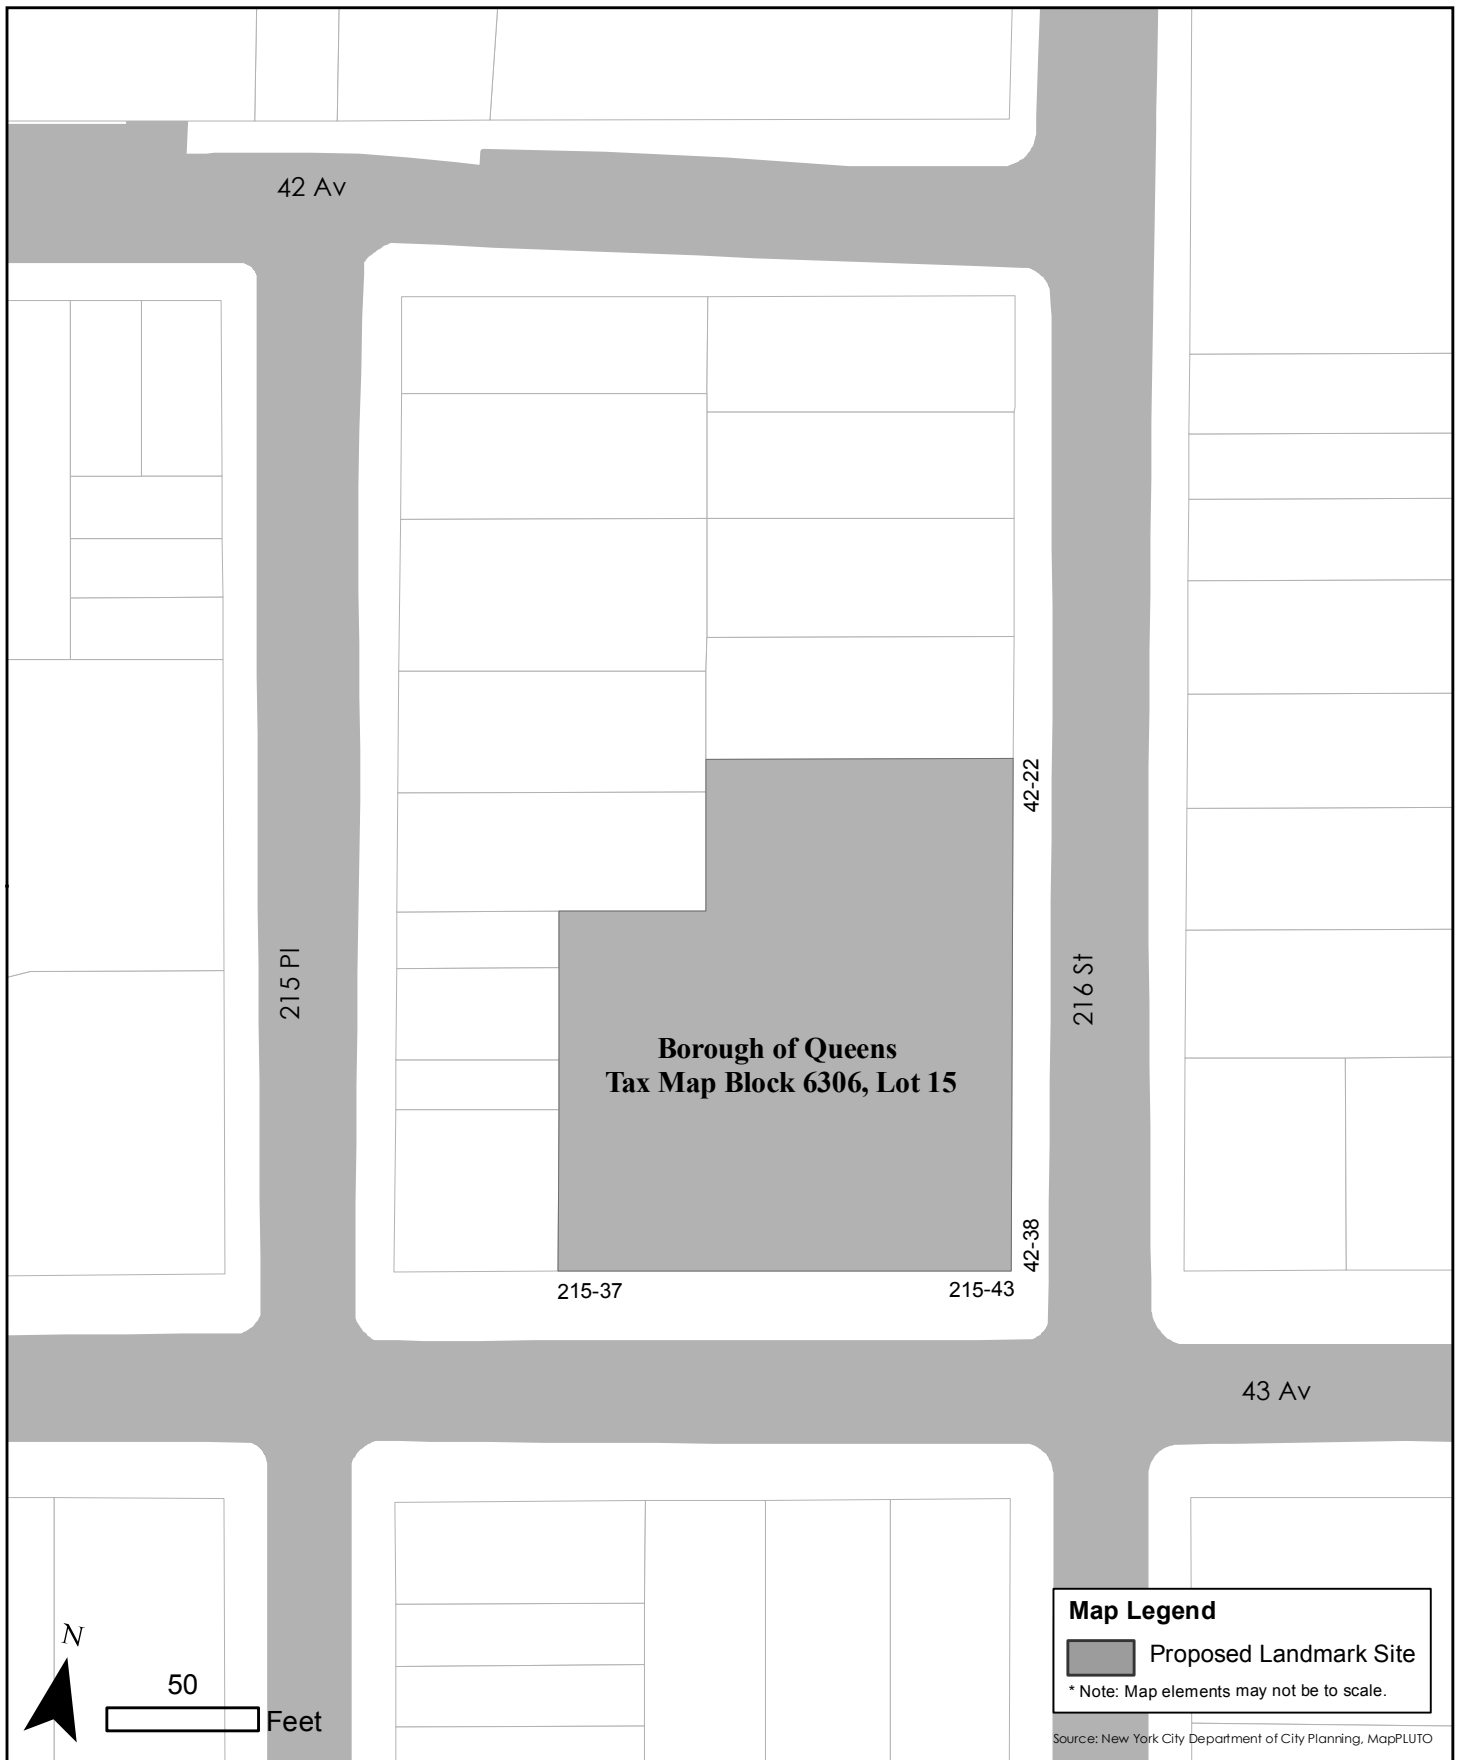 42 Av
42-22
215 Pl
216 St
Borough of Queens
Tax Map Block 6306, Lot 15
42-38
215-37
215-43
43 Av
N
50
Feet
Map Legend
Proposed Landmark Site
* Note: Map elements may not be to scale.
Source: New York City Department of City Planning, MapPLUTO